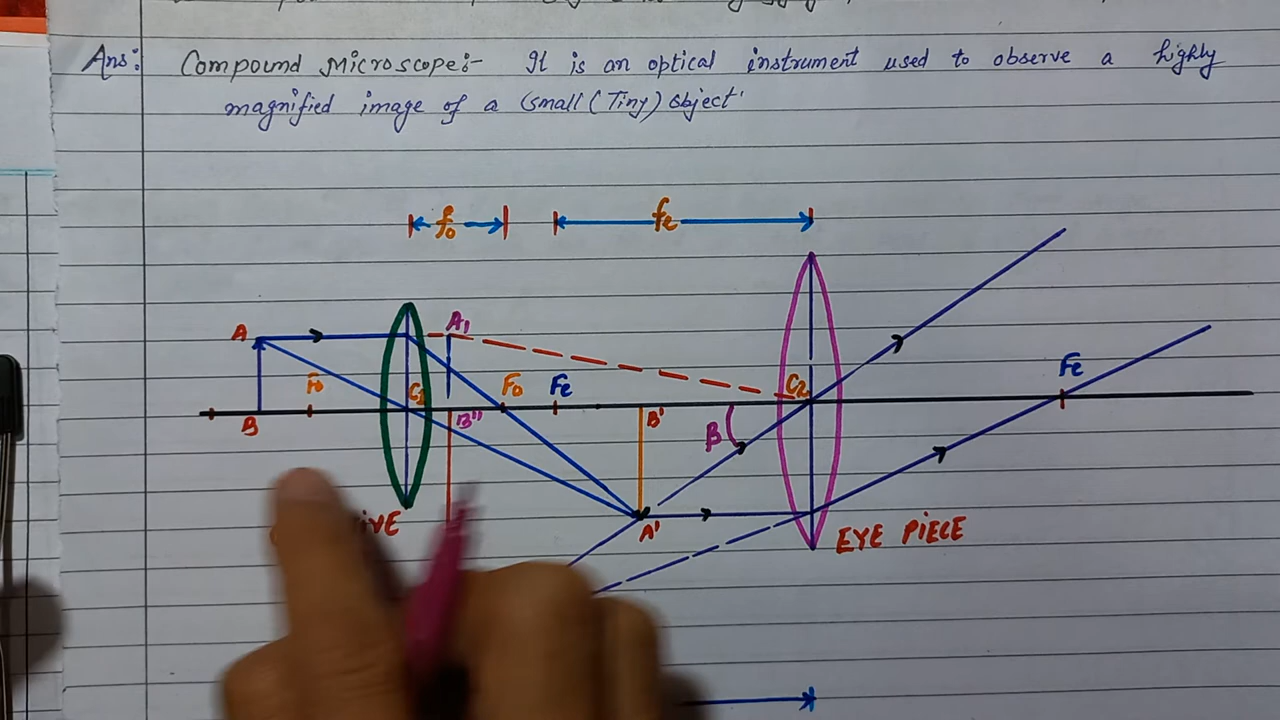 Ans: Compound Microscope:- It is an optical instrument used to observe a highly
magnified image of a small (Tiny) object.
fo fe
A A1
Fo C1 Fo Fe C2 Fe
B B" B'
β
A'
EYE PIECE